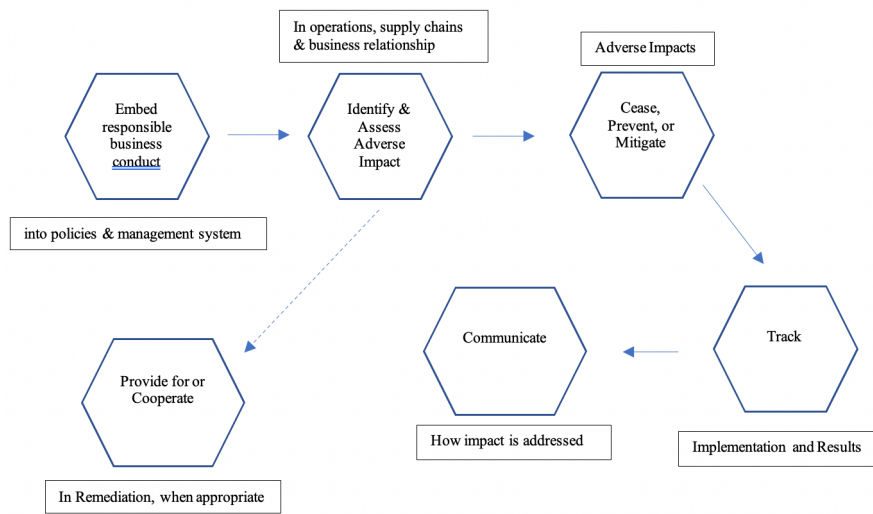 In operations, supply chains
& business relationship
Adverse Impacts
Embed
responsible
business
conduct
Identify &
Assess
Adverse
Impact
Cease,
Prevent, or
Mitigate
into policies & management system
Communicate
Track
Provide for or
Cooperate
How impact is addressed
Implementation and Results
In Remediation, when appropriate